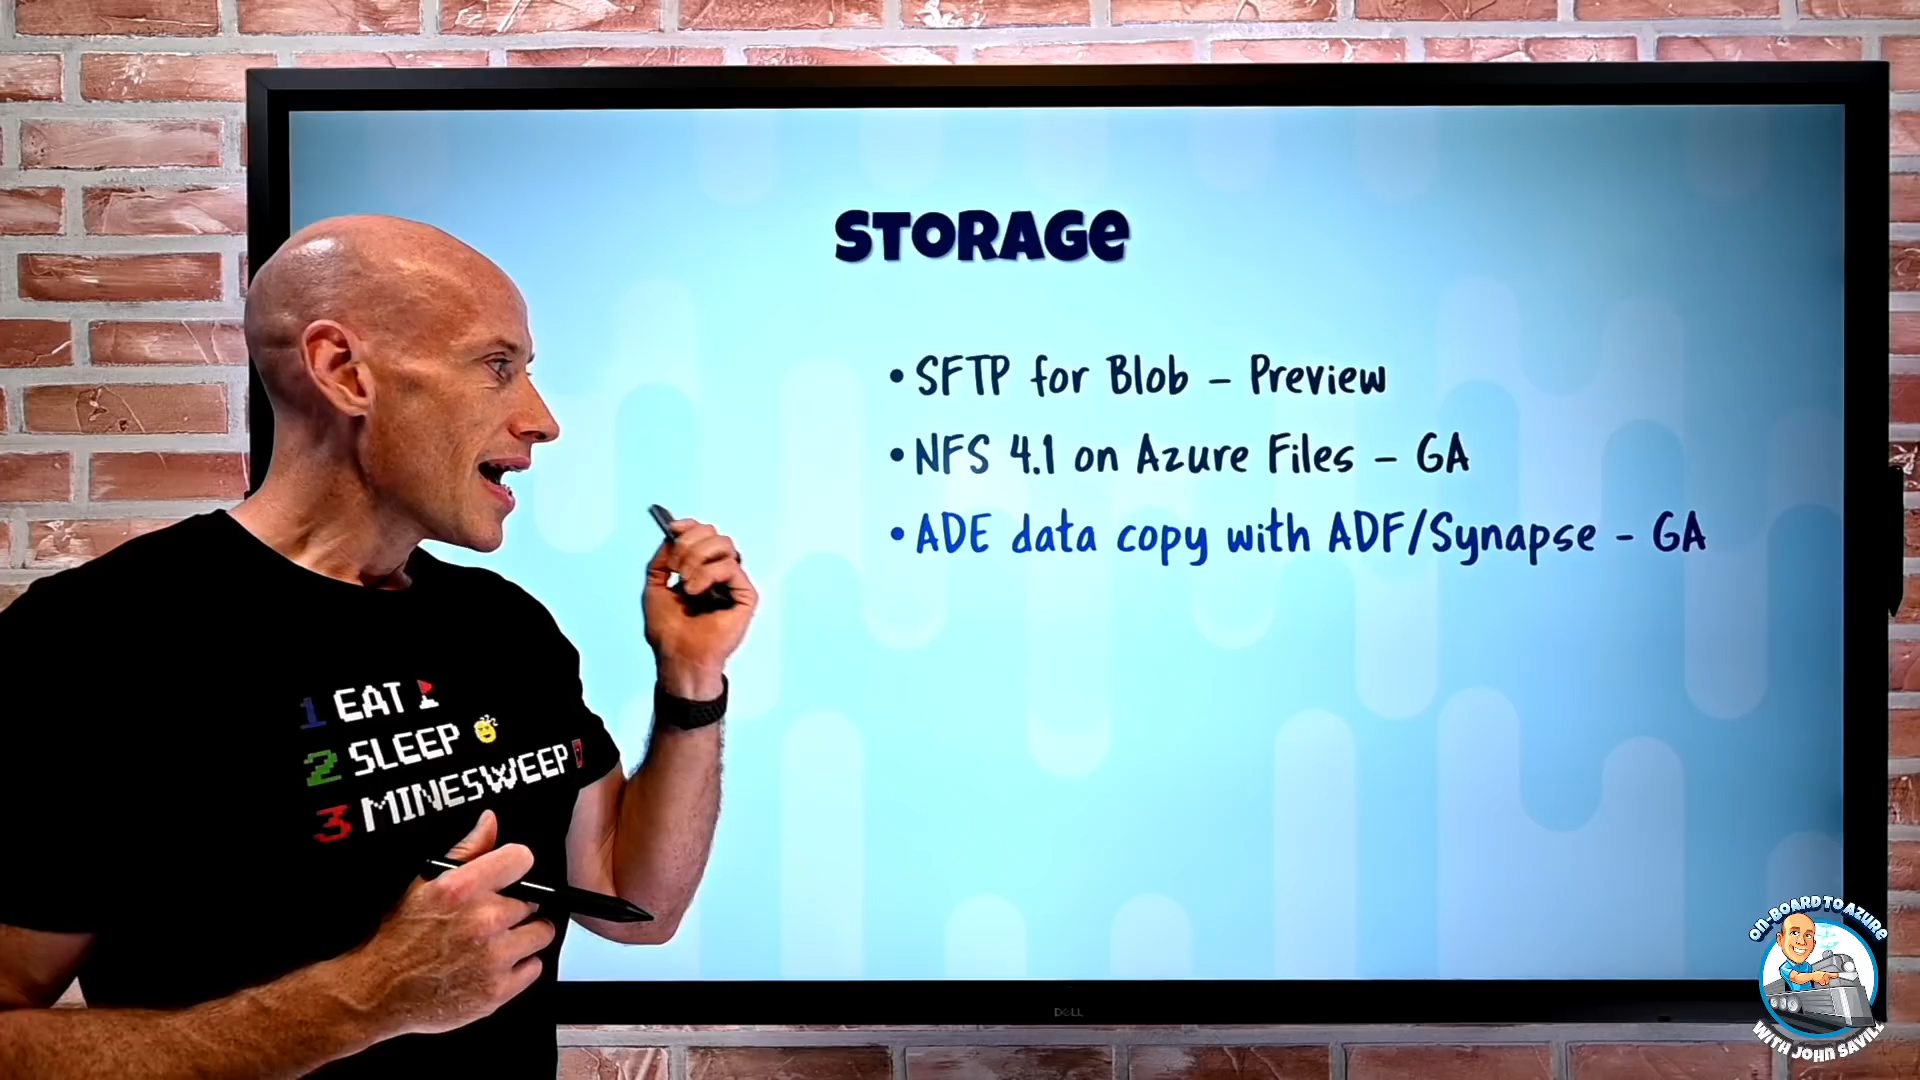 STORAGE
• SFTP for Blob – Preview
• NFS 4.1 on Azure Files – GA
• ADE data copy with ADF/Synapse - GA
1 EAT
2 SLEEP
3 MINESWEEP
DELL
ON-BOARD TO AZURE
WITH JOHN SAVILL